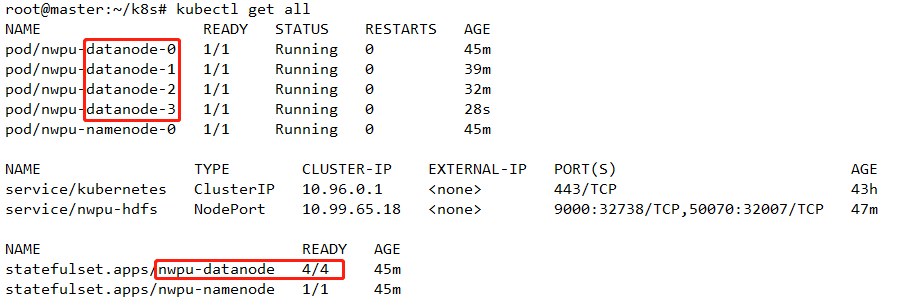 root@master:~/k8s# kubectl get all
NAME READY STATUS RESTARTS AGE
pod/nwpu-datanode-0 1/1 Running 0 45m
pod/nwpu-datanode-1 1/1 Running 0 39m
pod/nwpu-datanode-2 1/1 Running 0 32m
pod/nwpu-datanode-3 1/1 Running 0 28s
pod/nwpu-namenode-0 1/1 Running 0 45m
NAME TYPE CLUSTER-IP EXTERNAL-IP PORT(S) AGE
service/kubernetes ClusterIP 10.96.0.1 <none> 443/TCP 43h
service/nwpu-hdfs NodePort 10.99.65.18 <none> 9000:32738/TCP,50070:32007/TCP 47m
NAME READY AGE
statefulset.apps/nwpu-datanode 4/4 45m
statefulset.apps/nwpu-namenode 1/1 45m